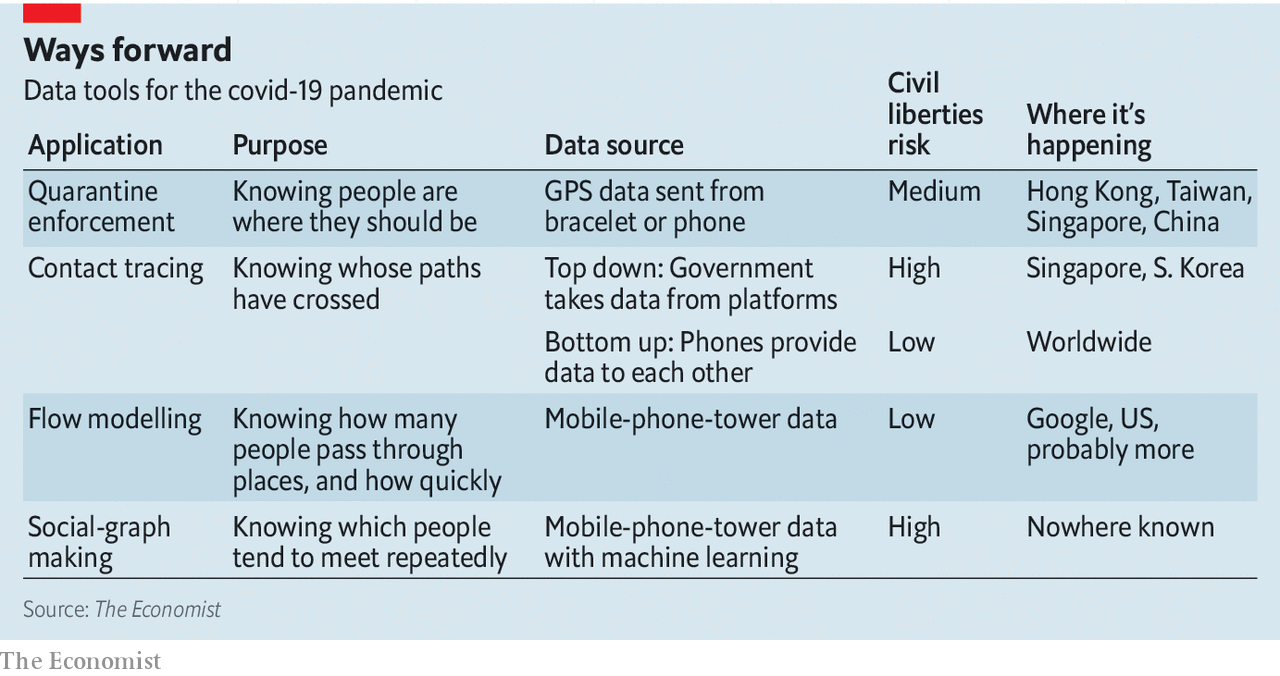 Ways forward
Data tools for the covid-19 pandemic
Application
Purpose
Data source
Civil
liberties
risk
Where it’s
happening
Quarantine
enforcement
Knowing people are
where they should be
GPS data sent from
bracelet or phone
Medium
Hong Kong, Taiwan,
Singapore, China
Contact tracing
Knowing whose paths
have crossed
Top down: Government
takes data from platforms
High
Singapore, S. Korea
Bottom up: Phones provide
data to each other
Low
Worldwide
Flow modelling
Knowing how many
people pass through
places, and how quickly
Mobile-phone-tower data
Low
Google, US,
probably more
Social-graph
making
Knowing which people
tend to meet repeatedly
Mobile-phone-tower data
with machine learning
High
Nowhere known
Source: The Economist
The Economist